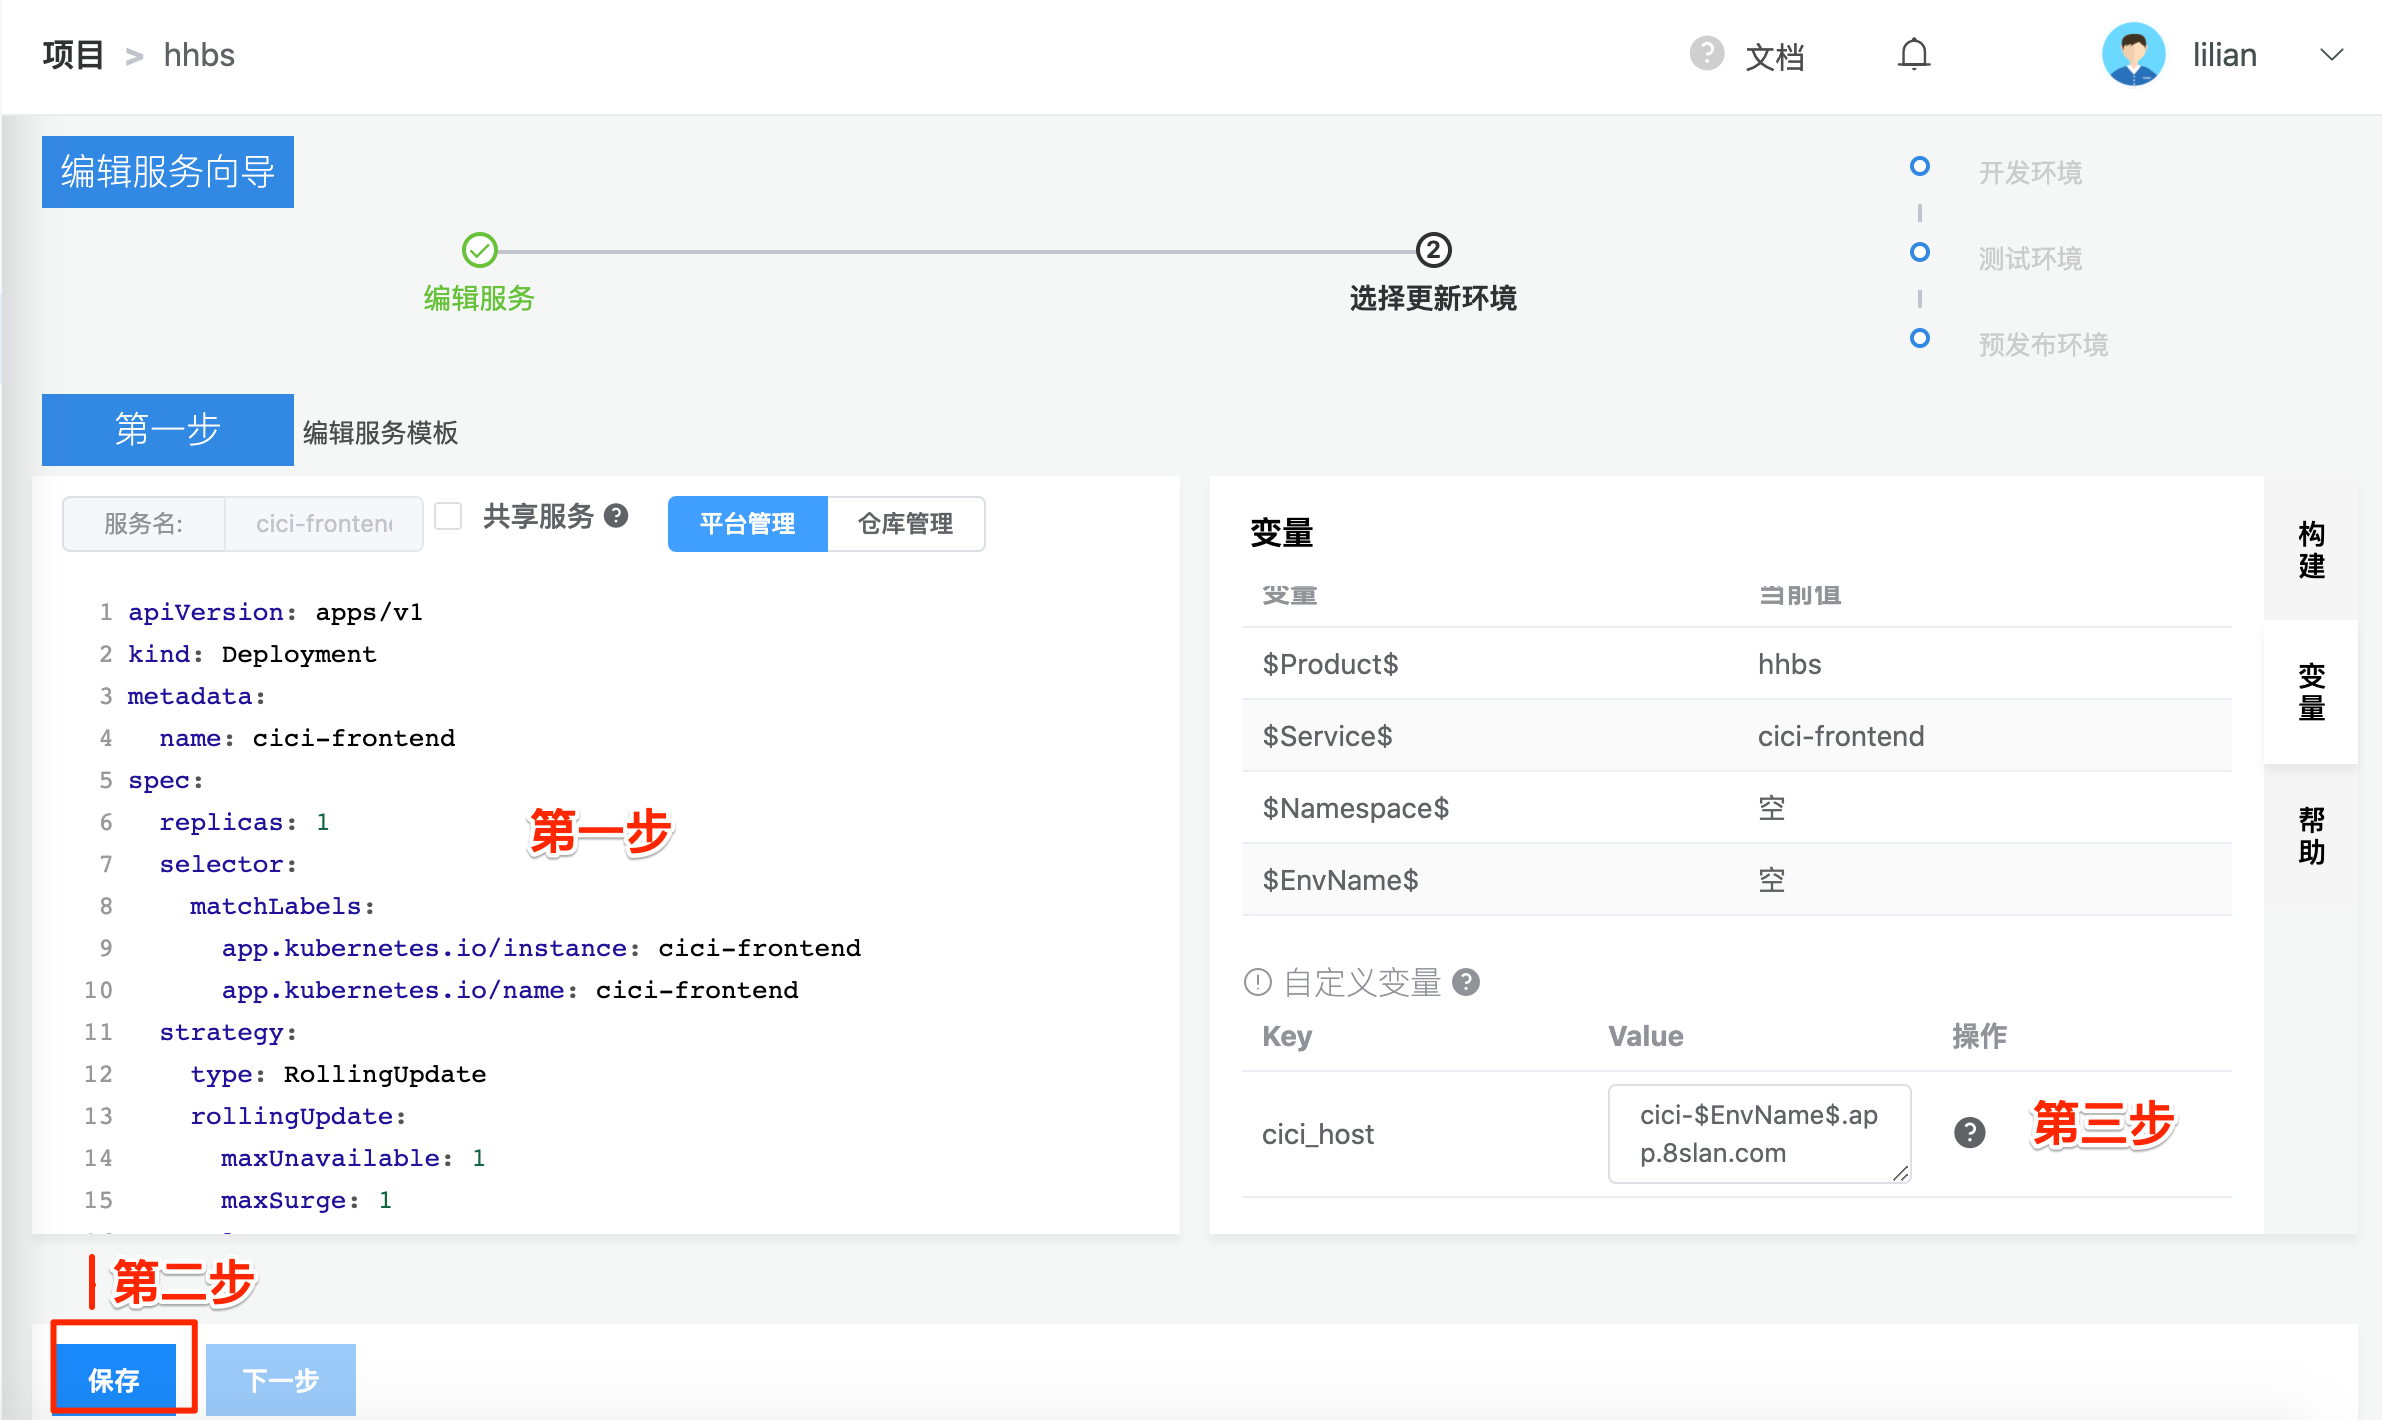 项目 > hhbs
? 文档
lilian
编辑服务向导
编辑服务
2
选择更新环境
开发环境
测试环境
预发布环境
第一步 编辑服务模板
服务名: cici-fronten
共享服务 ?
平台管理 仓库管理
1 apiVersion: apps/v1
2 kind: Deployment
3 metadata:
4 name: cici-frontend
5 spec:
6 replicas: 1
7 selector:
8 matchLabels:
9 app.kubernetes.io/instance: cici-frontend
10 app.kubernetes.io/name: cici-frontend
11 strategy:
12 type: RollingUpdate
13 rollingUpdate:
14 maxUnavailable: 1
15 maxSurge: 1
第一步
变量
变量 当前值
$Product$ hhbs
$Service$ cici-frontend
$Namespace$ 空
$EnvName$ 空
自定义变量 ?
Key Value 操作
cici_host
cici-$EnvName$.ap
p.8slan.com
?
第三步
构建
变量
帮助
第二步
保存 下一步